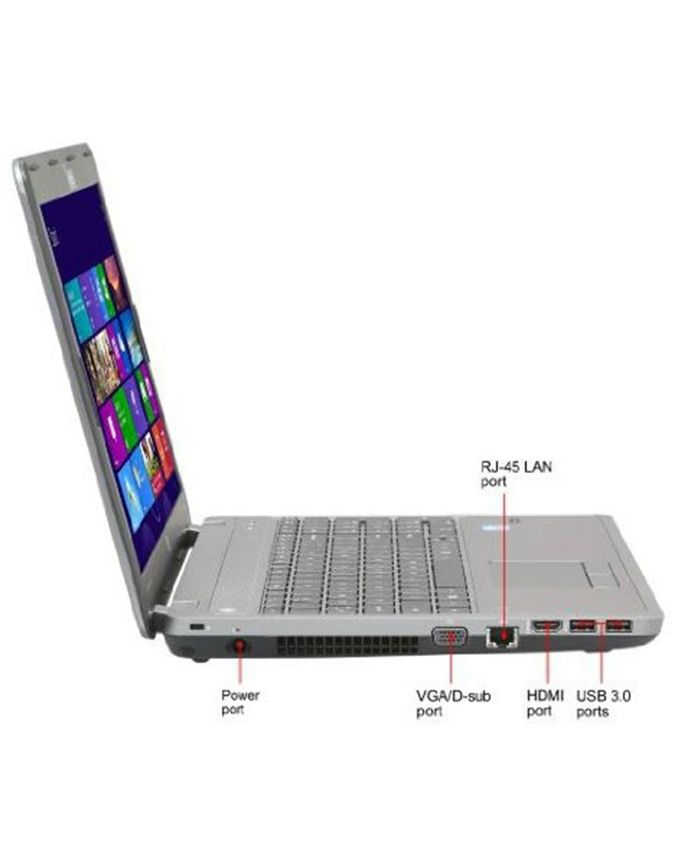 RJ-45 LAN
port
Power
port
VGA/D-sub
port
HDMI
port
USB 3.0
ports